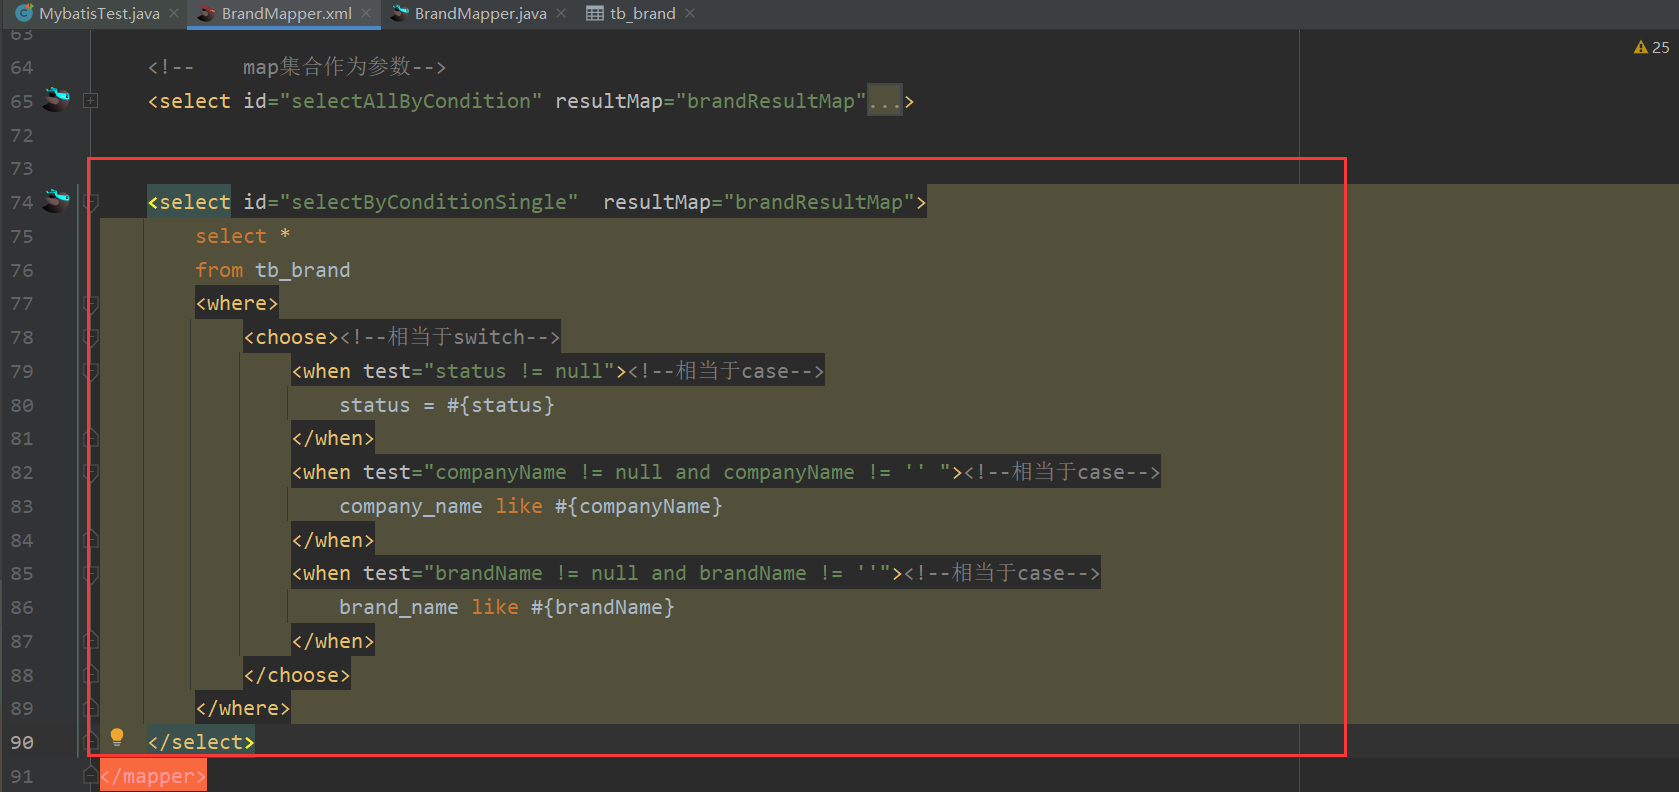 MybatisTest.java BrandMapper.xml BrandMapper.java tb_brand
63
25
64 <!-- map集合作为参数-->
65 <select id="selectAllByCondition" resultMap="brandResultMap"...>
72
73
74 <select id="selectByConditionSingle" resultMap="brandResultMap">
75 select *
76 from tb_brand
77 <where>
78 <choose><!--相当于switch-->
79 <when test="status != null"><!--相当于case-->
80 status = #{status}
81 </when>
82 <when test="companyName != null and companyName != '' "><!--相当于case-->
83 company_name like #{companyName}
84 </when>
85 <when test="brandName != null and brandName != ''"><!--相当于case-->
86 brand_name like #{brandName}
87 </when>
88 </choose>
89 </where>
90 </select>
91 </mapper>